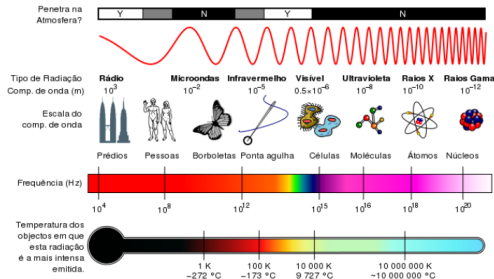 Penetra na
Atmosfera?
Y N Y N
Tipo de Radiação Rádio Microondas Infravermelho Visível Ultravioleta Raios X Raios Gama
Comp. de onda (m) 10³ 10⁻² 10⁻⁵ 0.5×10⁻⁶ 10⁻⁸ 10⁻¹⁰ 10⁻¹²
Escala do
comp. de onda
Prédios Pessoas Borboletas Ponta agulha Células Moléculas Átomos Núcleos
Frequência (Hz)
10⁴ 10⁸ 10¹² 10¹⁵ 10¹⁶ 10¹⁸ 10²⁰
Temperatura dos
objectos em que
esta radiação
é a mais intensa
emitida.
1 K 100 K 10 000 K 10 000 000 K
−272 °C −173 °C 9 727 °C ~10 000 000 °C